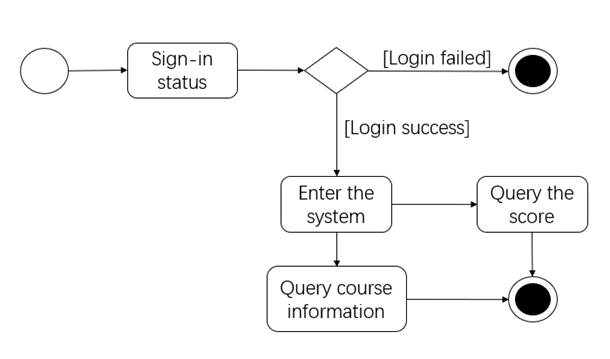 Sign-in
status
[Login failed]
[Login success]
Enter the
system
Query the
score
Query course
information